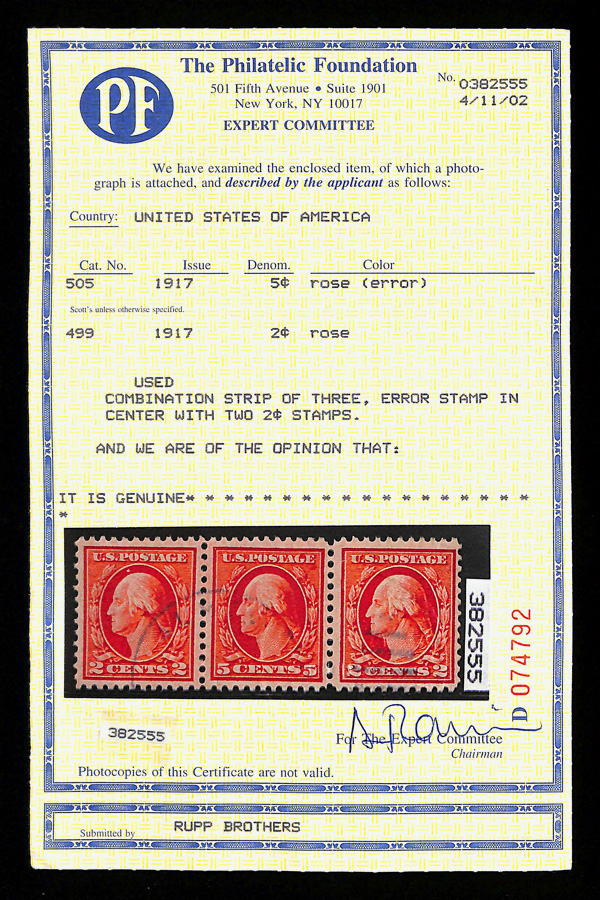 PF
The Philatelic Foundation
501 Fifth Avenue • Suite 1901
New York, NY 10017
EXPERT COMMITTEE
No. 0382555
4/11/02
We have examined the enclosed item, of which a photo-
graph is attached, and described by the applicant as follows:
Country: UNITED STATES OF AMERICA
Cat. No. Issue Denom. Color
505 1917 5¢ rose (error)
Scott's unless otherwise specified.
499 1917 2¢ rose
USED
COMBINATION STRIP OF THREE, ERROR STAMP IN
CENTER WITH TWO 2¢ STAMPS.
AND WE ARE OF THE OPINION THAT:
IT IS GENUINE* * * * * * * * * * * * * * * * * * *
*
U.S. POSTAGE U.S. POSTAGE U.S. POSTAGE
2 CENTS 2 5 CENTS 5 2 CENTS 2
382555
D 074792
382555
For The Expert Committee
Chairman
Photocopies of this Certificate are not valid.
Submitted by RUPP BROTHERS